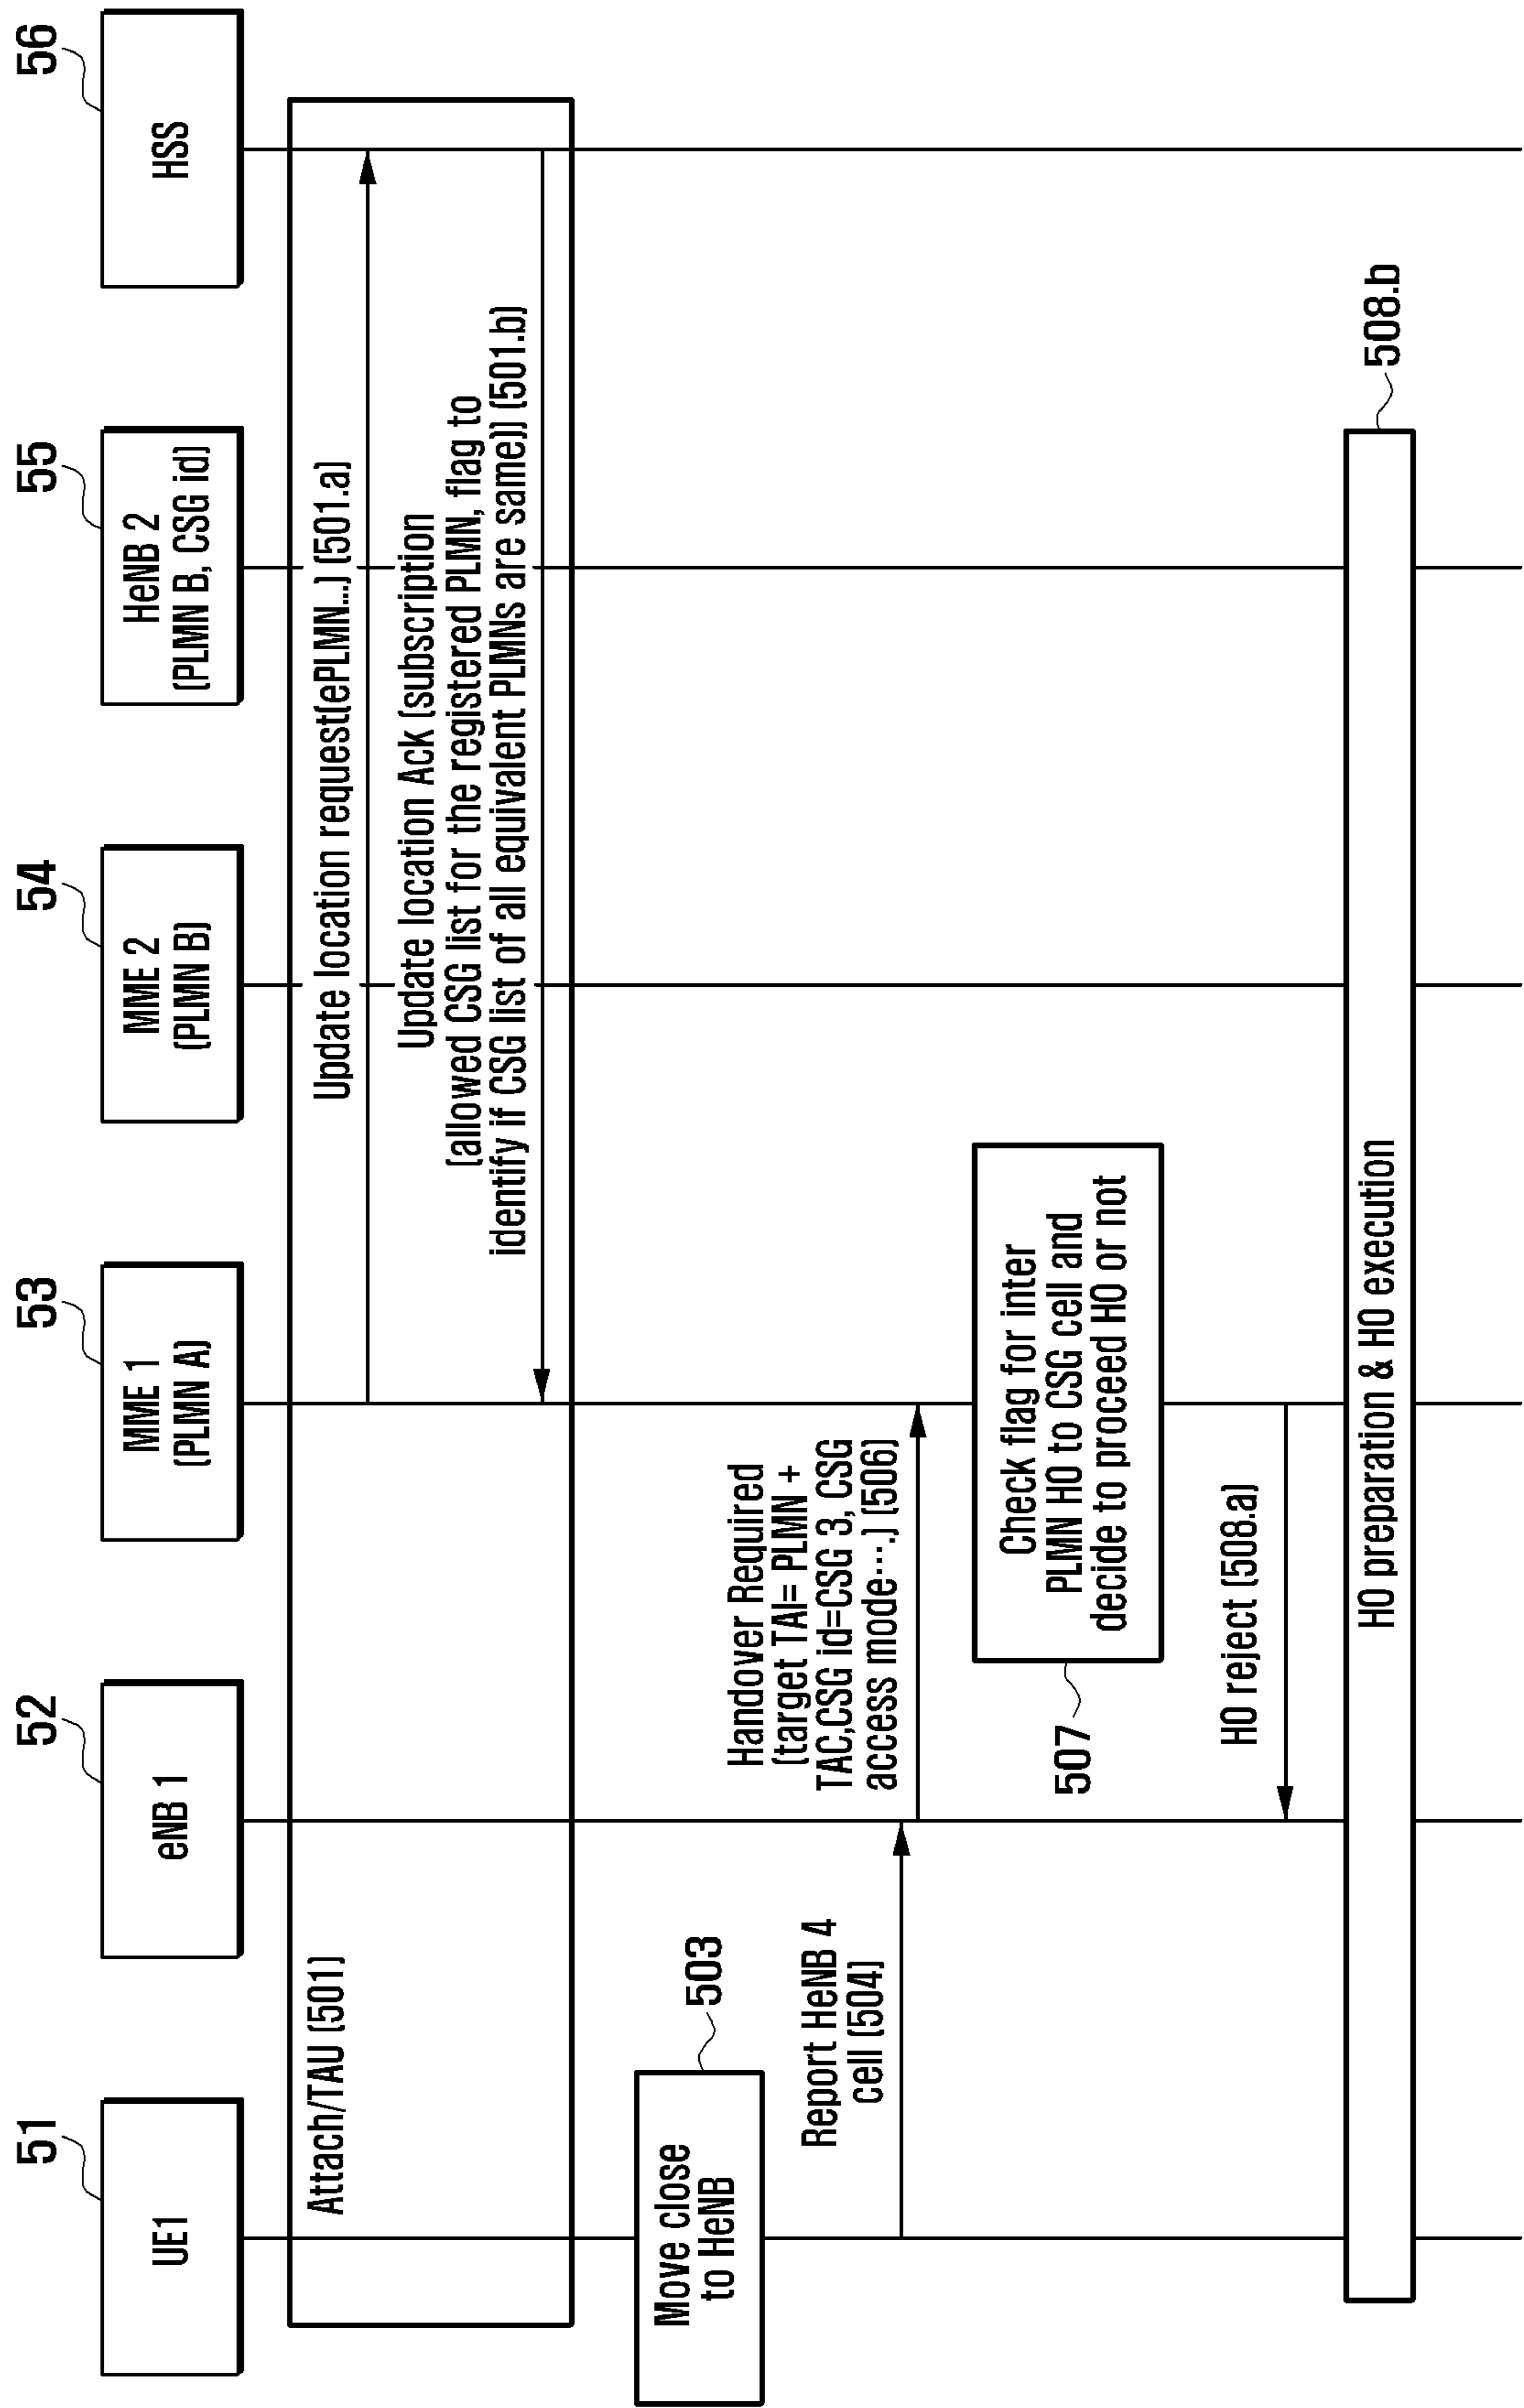 51
52
53
54
55
56
UE1
eNB 1
MME 1
(PLMN A)
MME 2
(PLMN B)
HeNB 2
(PLMN B, CSG id)
HSS
Attach/TAU (501)
Update location request(ePLMN...) (501.a)
Update location Ack (subscription
(allowed CSG list for the registered PLMN, flag to
identify if CSG list of all equivalent PLMNs are same)) (501.b)
Move close
to HeNB
503
Report HeNB 4
cell (504)
Handover Required
(target TAI= PLMN +
TAC,CSG id=CSG 3, CSG
access mode···.) (506)
Check flag for inter
PLMN HO to CSG cell and
decide to proceed HO or not
507
HO reject (508.a)
HO preparation & HO execution
508.b